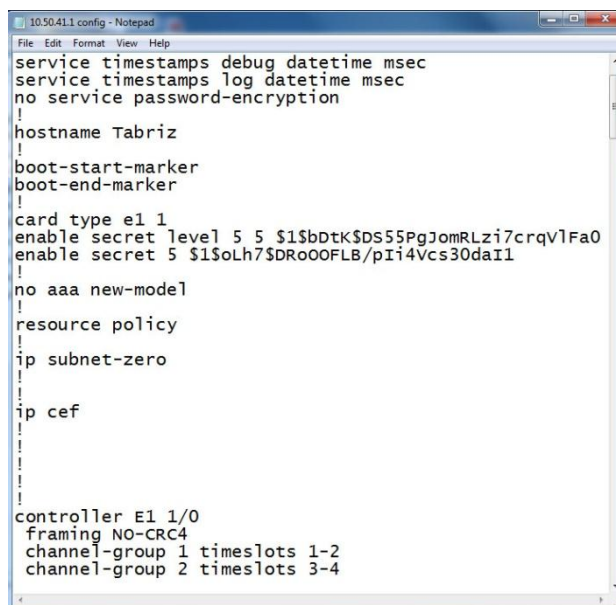 10.50.41.1 config - Notepad
File Edit Format View Help
service timestamps debug datetime msec
service timestamps log datetime msec
no service password-encryption
!
hostname Tabriz
!
boot-start-marker
boot-end-marker
!
card type e1 1
enable secret level 5 5 $1$bDtK$DS55PgJomRLzi7crqVlFa0
enable secret 5 $1$oLh7$DRoOOFLB/pIi4Vcs30daI1
!
no aaa new-model
!
resource policy
!
ip subnet-zero
!
!
ip cef
!
!
!
!
!
controller E1 1/0
framing NO-CRC4
channel-group 1 timeslots 1-2
channel-group 2 timeslots 3-4